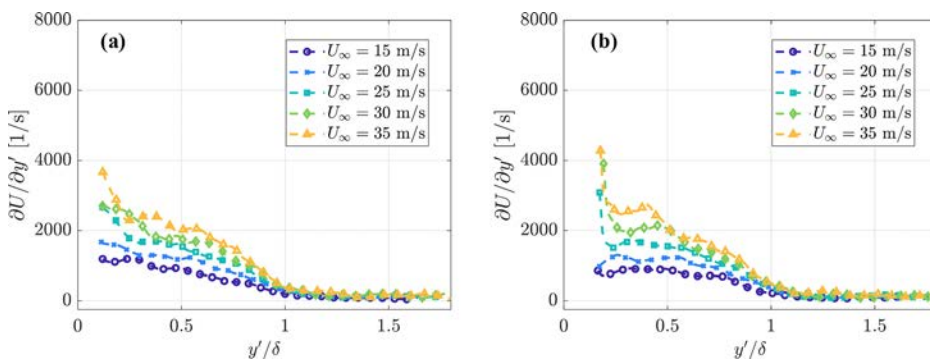 (a)
8000
6000
4000
2000
0
∂U/∂y′ [1/s]
U∞ = 15 m/s
U∞ = 20 m/s
U∞ = 25 m/s
U∞ = 30 m/s
U∞ = 35 m/s
0
0.5
1
1.5
y′/δ
(b)
8000
6000
4000
2000
0
∂U/∂y′ [1/s]
U∞ = 15 m/s
U∞ = 20 m/s
U∞ = 25 m/s
U∞ = 30 m/s
U∞ = 35 m/s
0
0.5
1
1.5
y′/δ